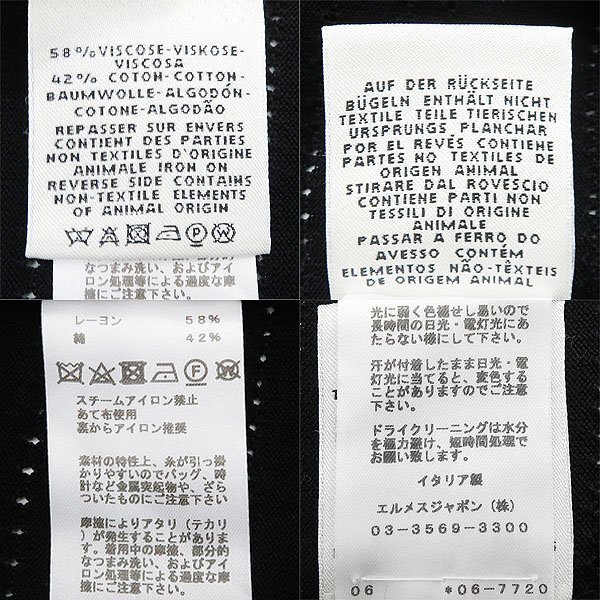 58%VISCOSE-VISKOSE-
VISCOSA
42% COTON-COTTON-
BAUMWOLLE-ALGODÓN-
COTONE-ALGODÃO
REPASSER SUR ENVERS
CONTIENT DES PARTIES
NON TEXTILES D'ORIGINE
ANIMALE IRON ON
REVERSE SIDE CONTAINS
NON-TEXTILE ELEMENTS
OF ANIMAL ORIGIN
なつまみ洗い、およびアイ
ロン処理等による過度な摩
擦にご注意下さい
AUF DER RÜCKSEITE
BÜGELN ENTHÄLT NICHT
TEXTILE TEILE TIERISCHEN
URSPRUNGS PLANCHAR
POR EL REVÉS CONTIENE
PARTES NO TEXTILES DE
ORIGEN ANIMAL
STIRARE DAL ROVESCIO
CONTIENE PARTI NON
TESSILI DI ORIGINE
ANIMALE
PASSAR A FERRO DO
AVESSO CONTÉM
ELEMENTOS NÃO-TÊXTEIS
DE ORIGEM ANIMAL
レーヨン 58%
綿 42%
スチームアイロン禁止
あて布使用
裏からアイロン推奨
素材の特性上、糸が引っ掛
かりやすいのでバッグ、時
計など金属突起物や、ざら
ついたものにご注意下さい
摩擦によりアタリ(テカリ
)が発生することがありま
す。着用中の摩擦、部分的
なつまみ洗い、およびアイ
ロン処理等による過度な摩
擦にご注意下さい
光に弱く色褪せし易いので
長時間の日光・電灯光にあ
たらない様にして下さい。
汗が付着したまま日光・電
灯光に当てると、変色する
ことがありますのでご注意
下さい。
ドライクリーニングは水分
を極力避け、短時間処理で
お願い致します。
イタリア製
エルメスジャポン(株)
03-3569-3300
06 *06-7720